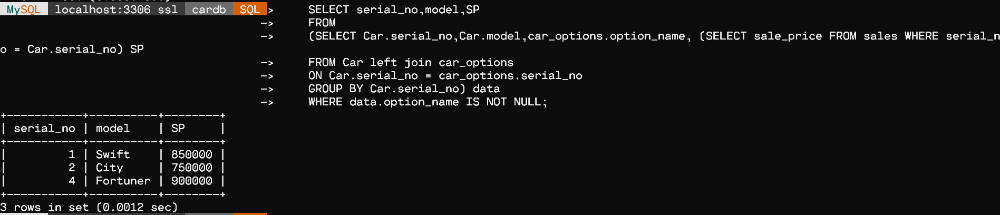 MySQL localhost:3306 ssl cardb SQL > SELECT serial_no,model,SP
-> FROM
-> (SELECT Car.serial_no,Car.model,car_options.option_name, (SELECT sale_price FROM sales WHERE serial_n
o = Car.serial_no) SP
-> FROM Car left join car_options
-> ON Car.serial_no = car_options.serial_no
-> GROUP BY Car.serial_no) data
-> WHERE data.option_name IS NOT NULL;
+-----------+----------+--------+
| serial_no | model    | SP     |
+-----------+----------+--------+
|         1 | Swift    | 850000 |
|         2 | City     | 750000 |
|         4 | Fortuner | 900000 |
+-----------+----------+--------+
3 rows in set (0.0012 sec)